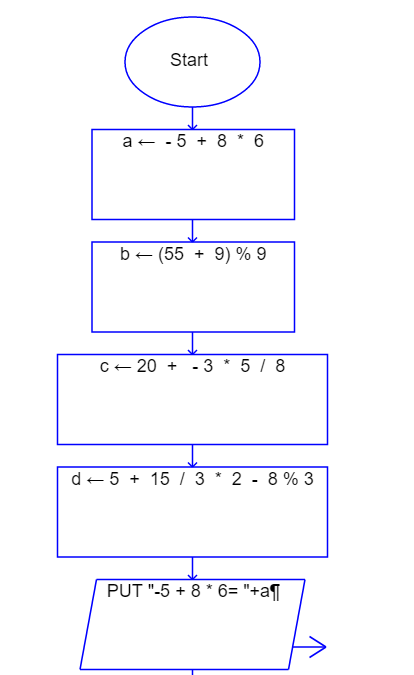 Start
a ← - 5 + 8 * 6
b ← (55 + 9) % 9
c ← 20 + - 3 * 5 / 8
d ← 5 + 15 / 3 * 2 - 8 % 3
PUT "-5 + 8 * 6= "+a¶